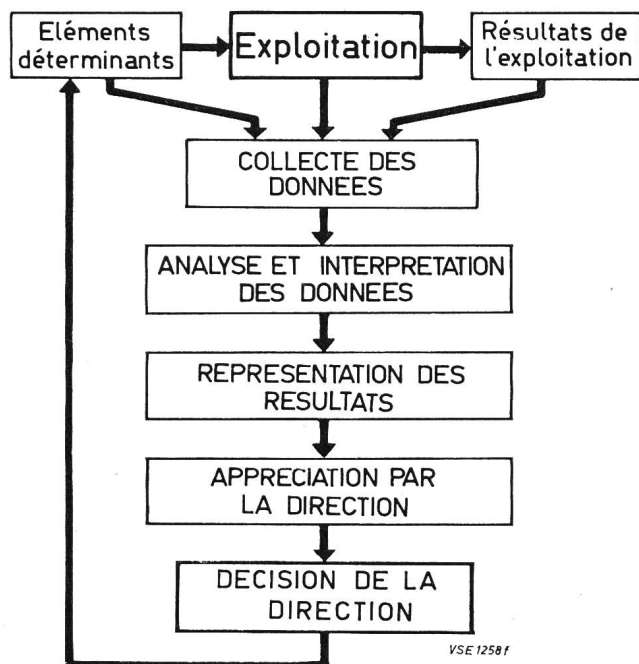 Eléments
déterminants
Exploitation
Résultats de
l'exploitation
COLLECTE DES
DONNEES
ANALYSE ET INTERPRETATION
DES DONNEES
REPRESENTATION DES
RESULTATS
APPRECIATION PAR
LA DIRECTION
DECISION DE LA
DIRECTION
VSE 1258f